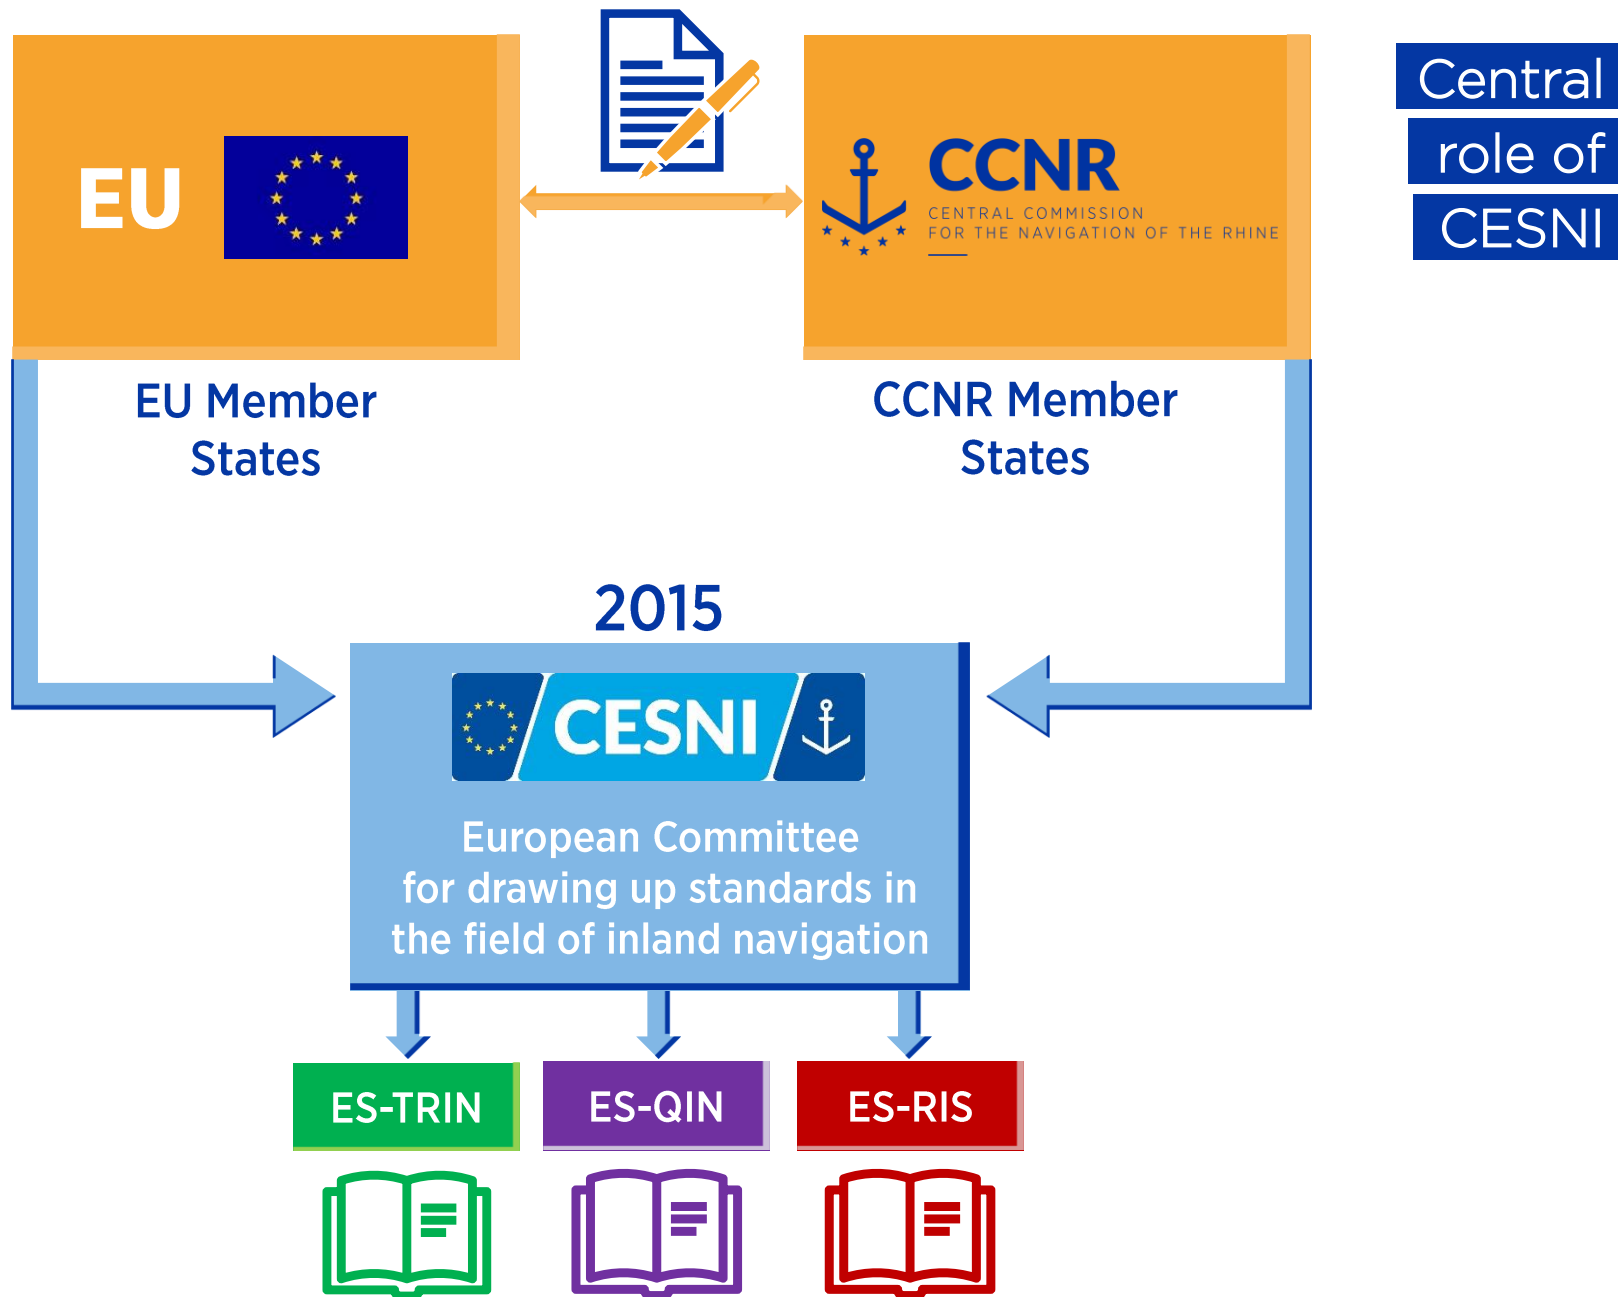 Central
role of
CESNI
EU
CCNR
CENTRAL COMMISSION
FOR THE NAVIGATION OF THE RHINE
EU Member
States
CCNR Member
States
2015
CESNI
European Committee
for drawing up standards in
the field of inland navigation
ES-TRIN
ES-QIN
ES-RIS